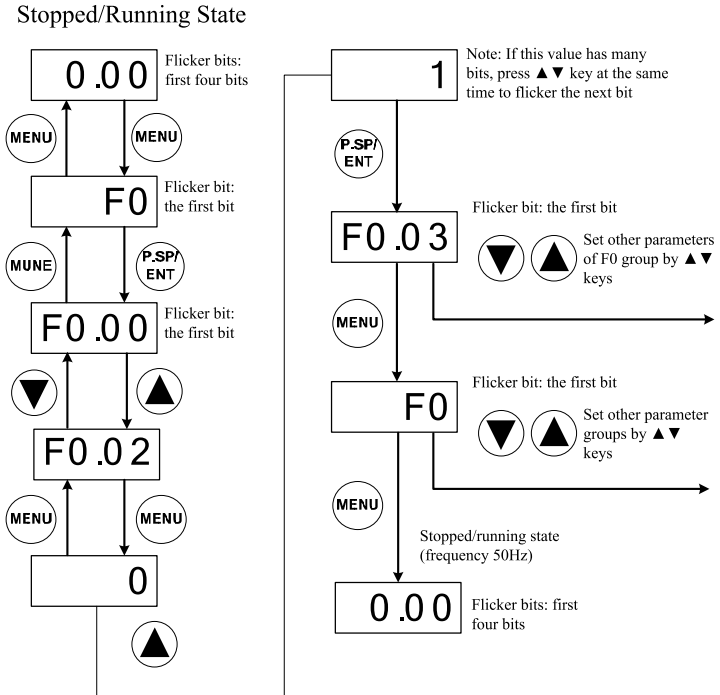 Stopped/Running State
0.00
Flicker bits:
first four bits
MENU
MENU
F0
Flicker bit:
the first bit
MUNE
P.SP/
ENT
F0.00
Flicker bit:
the first bit
▼
▲
F0.02
MENU
MENU
0
▲
1
Note: If this value has many
bits, press ▲▼ key at the same
time to flicker the next bit
P.SP/
ENT
F0.03
Flicker bit: the first bit
▼ ▲
Set other parameters
of F0 group by ▲▼
keys
MENU
F0
Flicker bit: the first bit
▼ ▲
Set other parameter
groups by ▲▼
keys
MENU
Stopped/running state
(frequency 50Hz)
0.00
Flicker bits: first
four bits